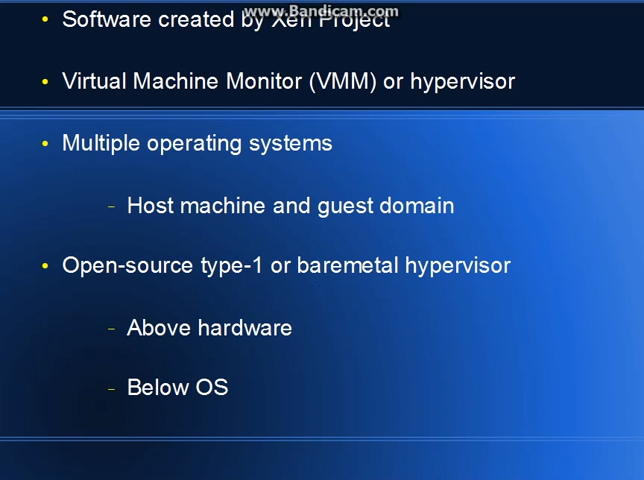 www.Bandicam.com
• Software created by Xen Project
• Virtual Machine Monitor (VMM) or hypervisor
• Multiple operating systems
– Host machine and guest domain
• Open-source type-1 or baremetal hypervisor
– Above hardware
– Below OS